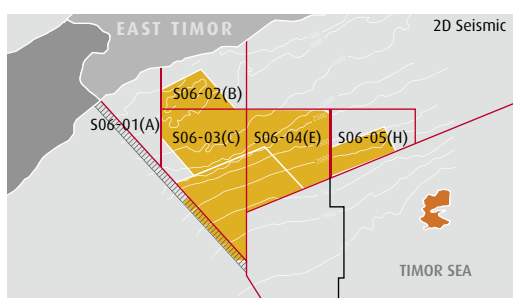 EAST TIMOR
2D Seismic
S06-02(B)
S06-01(A)
S06-03(C)
S06-04(E)
S06-05(H)
TIMOR SEA